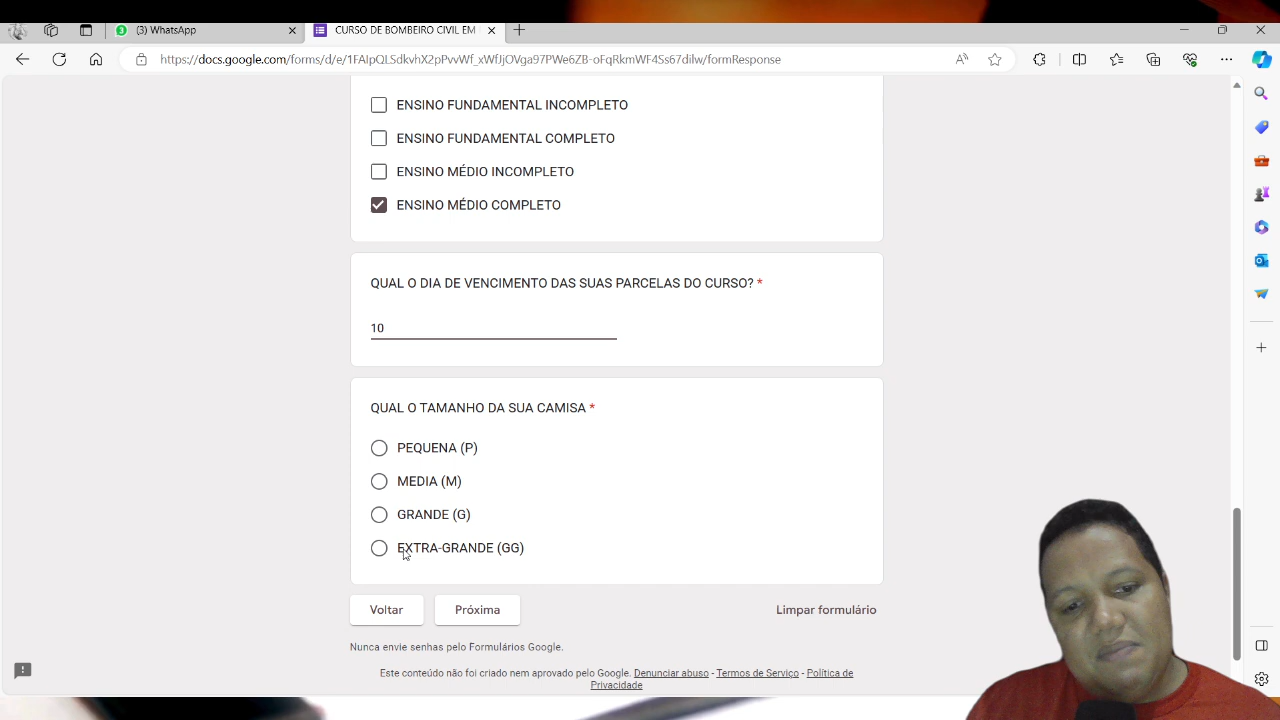 (3) WhatsApp
CURSO DE BOMBEIRO CIVIL EM
https://docs.google.com/forms/d/e/1FAIpQLSdkvhX2pPvvWf_xWfJjOVga97PWe6ZB-oFqRkmWF4Ss67dilw/formResponse
ENSINO FUNDAMENTAL INCOMPLETO
ENSINO FUNDAMENTAL COMPLETO
ENSINO MÉDIO INCOMPLETO
ENSINO MÉDIO COMPLETO
QUAL O DIA DE VENCIMENTO DAS SUAS PARCELAS DO CURSO? *
10
QUAL O TAMANHO DA SUA CAMISA *
PEQUENA (P)
MEDIA (M)
GRANDE (G)
EXTRA-GRANDE (GG)
Voltar Próxima Limpar formulário
Nunca envie senhas pelo Formulários Google.
Este conteúdo não foi criado nem aprovado pelo Google. Denunciar abuso - Termos de Serviço - Política de
Privacidade